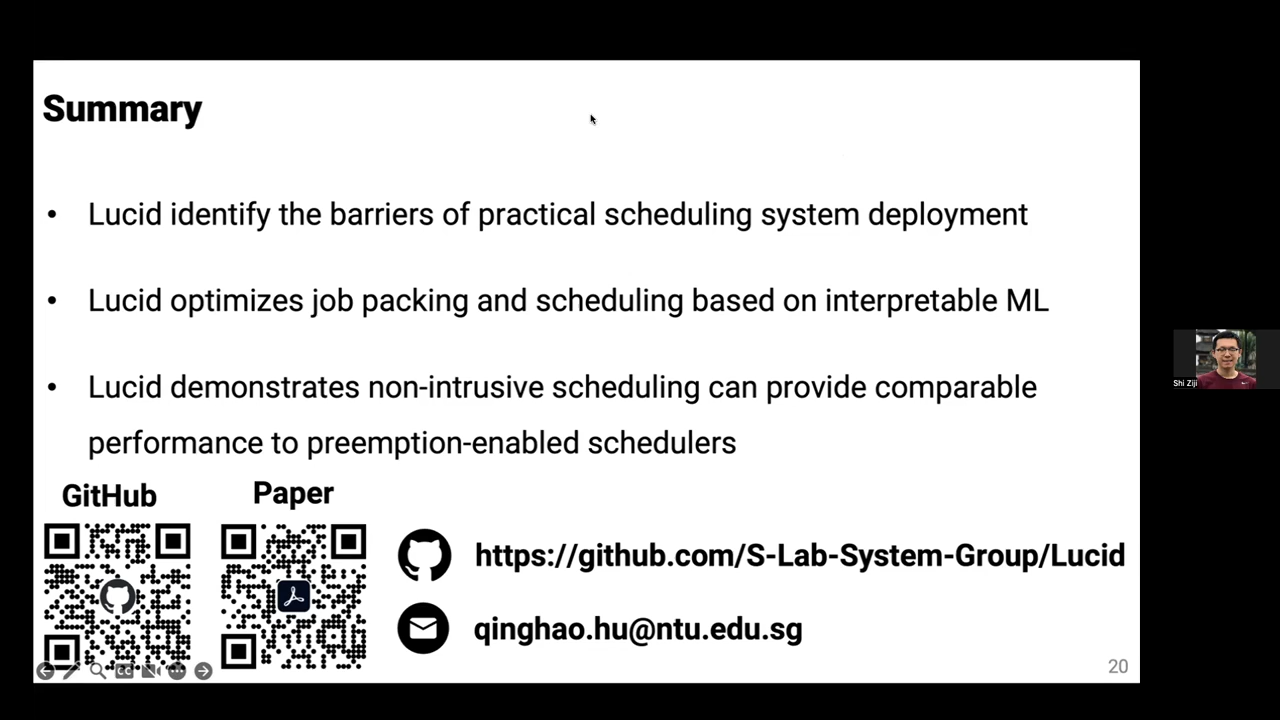 Summary
• Lucid identify the barriers of practical scheduling system deployment
• Lucid optimizes job packing and scheduling based on interpretable ML
• Lucid demonstrates non-intrusive scheduling can provide comparable
performance to preemption-enabled schedulers
GitHub
Paper
https://github.com/S-Lab-System-Group/Lucid
qinghao.hu@ntu.edu.sg
CC
20
Shi Ziji